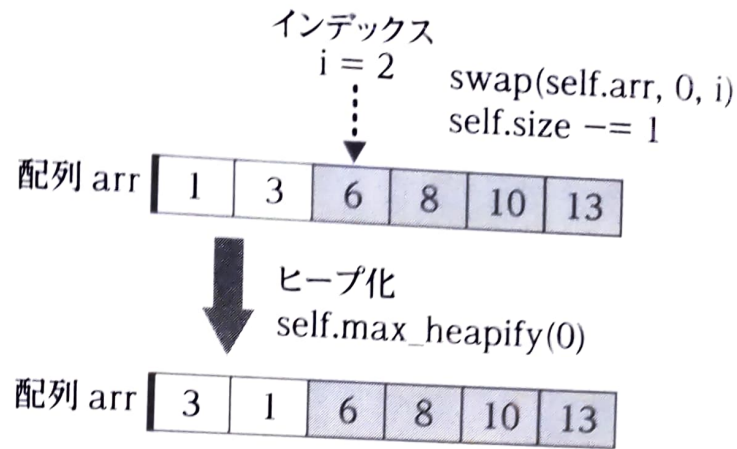 インデックス
i = 2
swap(self.arr, 0, i)
self.size −= 1
配列 arr 1 3 6 8 10 13
ヒープ化
self.max_heapify(0)
配列 arr 3 1 6 8 10 13